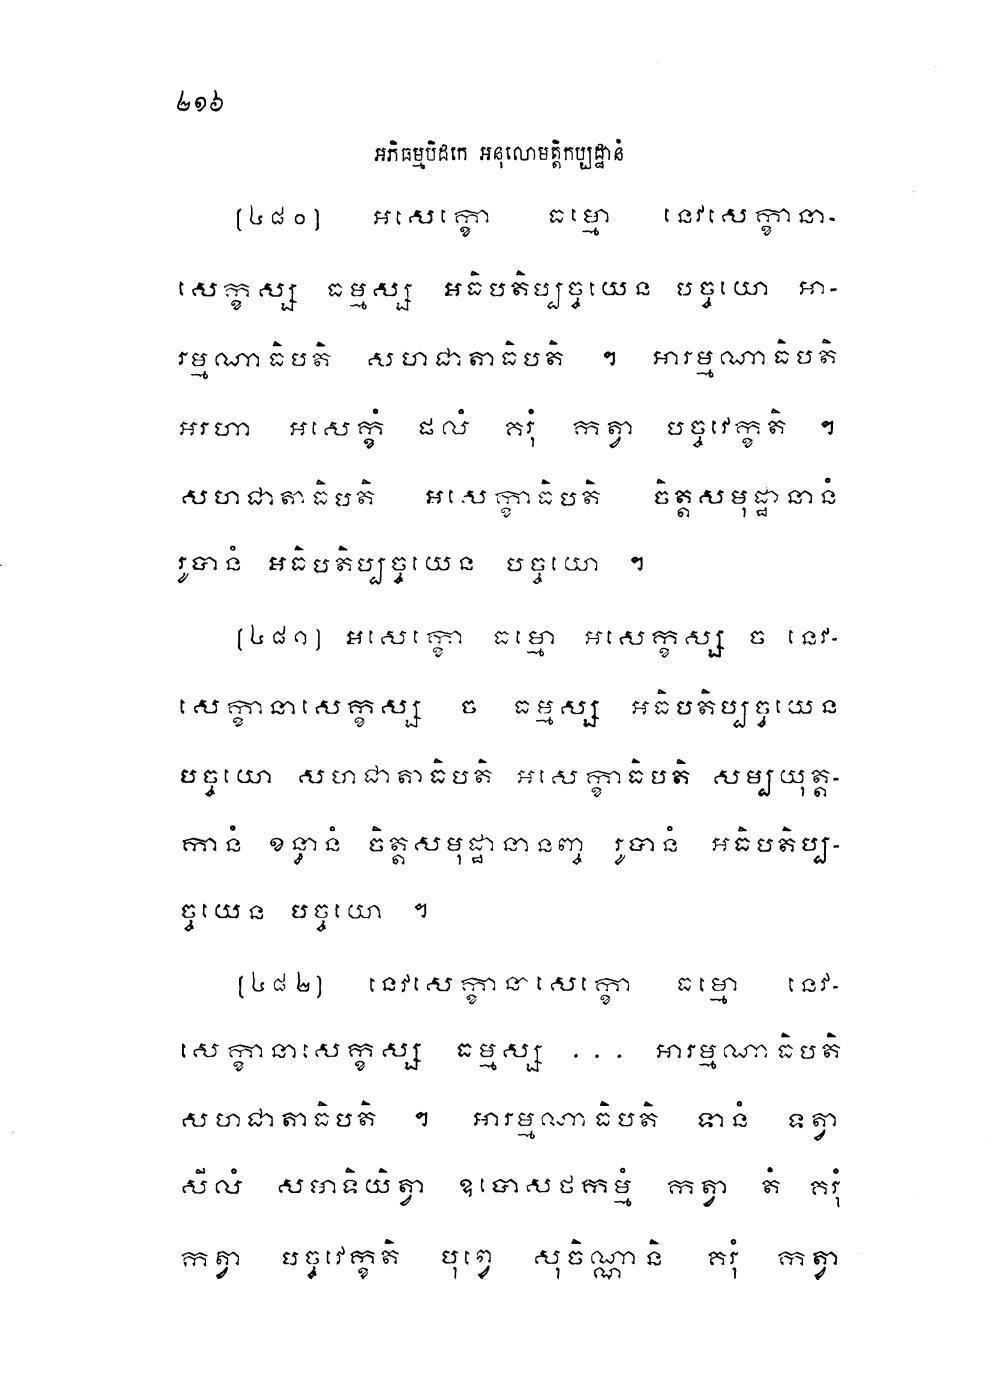 ២១៦
អភិធម្មបិដកេ អនុលោមត្តិកប្បដ្ឋានំ
[៤៨០] អសេក្ខោ ធម្មោ នេវសេក្ខានា-
សេក្ខស្ស ធម្មស្ស អធិបតិប្បច្ចយេន បច្ចយោ អា-
រម្មណាធិបតិ សហជាតាធិបតិ ។ អារម្មណាធិបតិ
អរហា អសេក្ខំ ផលំ គរុំ កត្វា បច្ចវេក្ខតិ ។
សហជាតាធិបតិ អសេក្ខាធិបតិ ចិត្តសមុដ្ឋានានំ
រូបានំ អធិបតិប្បច្ចយេន បច្ចយោ ។
[៤៨១] អសេក្ខោ ធម្មោ អសេក្ខស្ស ច នេវ-
សេក្ខានាសេក្ខស្ស ច ធម្មស្ស អធិបតិប្បច្ចយេន
បច្ចយោ សហជាតាធិបតិ អសេក្ខាធិបតិ សម្បយុត្ត-
កានំ ខន្ធានំ ចិត្តសមុដ្ឋានានញ្ច រូបានំ អធិបតិប្ប-
ច្ចយេន បច្ចយោ ។
[៤៨២] នេវសេក្ខានាសេក្ខោ ធម្មោ នេវ-
សេក្ខានាសេក្ខស្ស ធម្មស្ស ... អារម្មណាធិបតិ
សហជាតាធិបតិ ។ អារម្មណាធិបតិ ទានំ ទត្វា
សីលំ សមាទិយិត្វា ឧបោសថកម្មំ កត្វា តំ គរុំ
កត្វា បច្ចវេក្ខតិ បុព្វេ សុចិណ្ណានិ គរុំ កត្វា